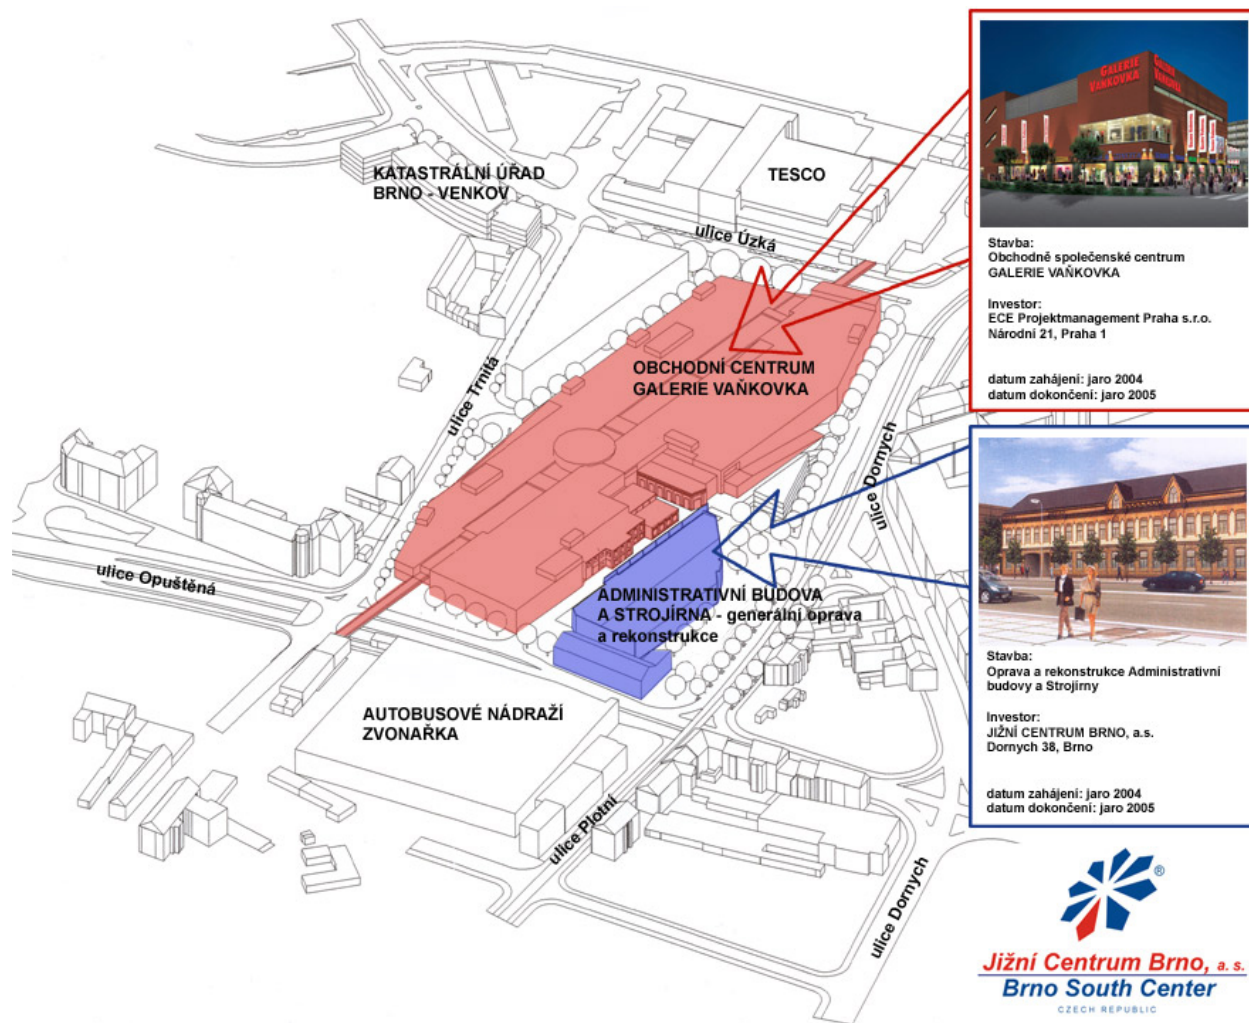 KATASTRÁLNÍ ÚŘAD
BRNO - VENKOV
TESCO
ulice Úzká
ulice Trnitá
OBCHODNÍ CENTRUM
GALERIE VAŇKOVKA
ulice Dornych
ulice Opuštěná
ADMINISTRATIVNÍ BUDOVA
A STROJÍRNA - generální oprava
a rekonstrukce
AUTOBUSOVÉ NÁDRAŽÍ
ZVONAŘKA
ulice Plotní
ulice Dornych
GALERIE
VAŇKOVKA
GALERIE
VAŇKOVKA
Stavba:
Obchodně společenské centrum
GALERIE VAŇKOVKA
Investor:
ECE Projektmanagement Praha s.r.o.
Národní 21, Praha 1
datum zahájení: jaro 2004
datum dokončení: jaro 2005
Stavba:
Oprava a rekonstrukce Administrativní
budovy a Strojírny
Investor:
JIŽNÍ CENTRUM BRNO, a.s.
Dornych 38, Brno
datum zahájení: jaro 2004
datum dokončení: jaro 2005
®
Jižní Centrum Brno, a. s.
Brno South Center
CZECH REPUBLIC